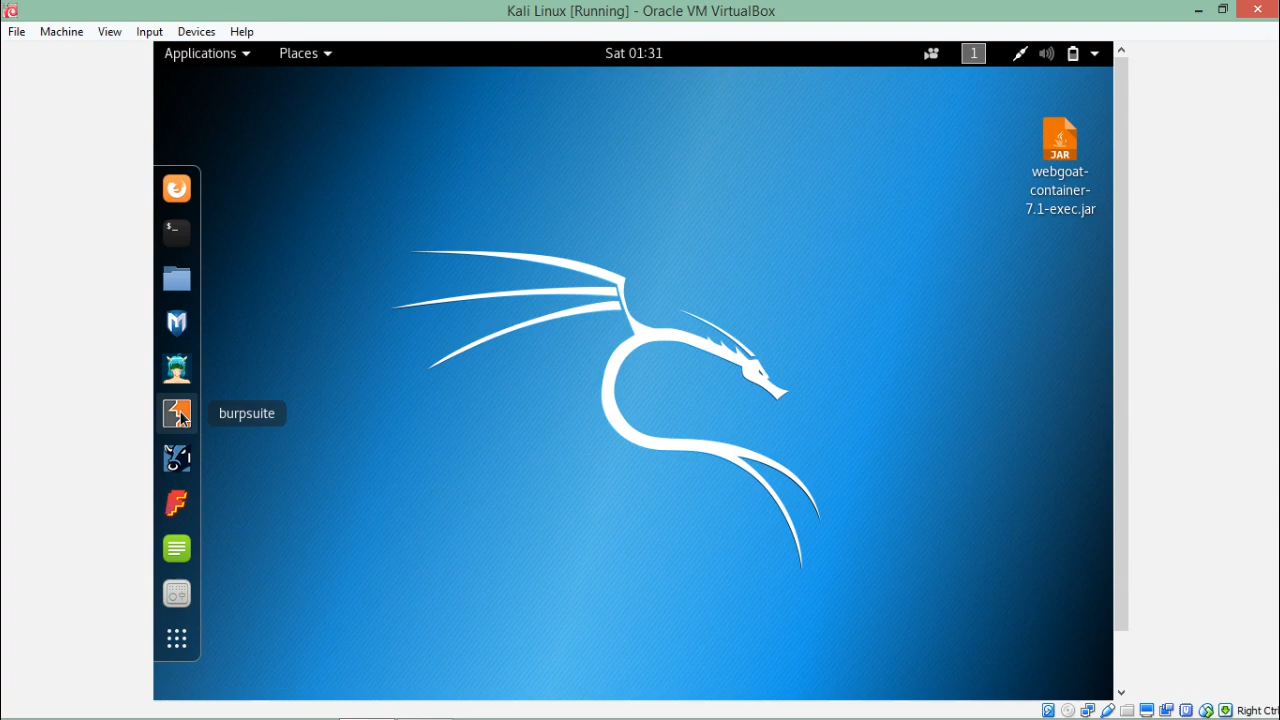 Kali Linux [Running] - Oracle VM VirtualBox
File Machine View Input Devices Help
Applications Places Sat 01:31 1
JAR
webgoat-
container-
7.1-exec.jar
$_
burpsuite
Right Ctrl